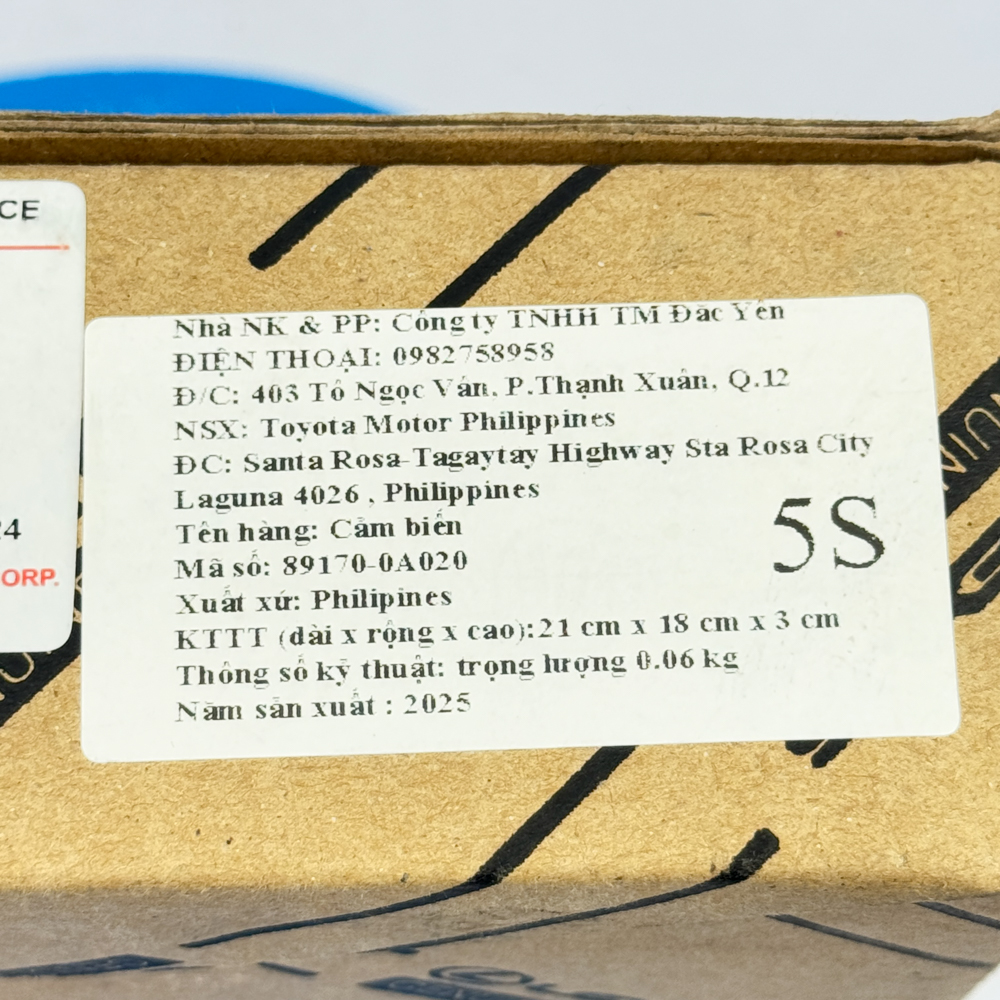 CE
24
ORP.
Nhà NK & PP: Công ty TNHH TM Đăc Yên
ĐIỆN THOẠI: 0982758958
Đ/C: 403 Tô Ngọc Vân, P.Thạnh Xuân, Q.12
NSX: Toyota Motor Philippines
ĐC: Santa Rosa-Tagaytay Highway Sta Rosa City
Laguna 4026 , Philippines
Tên hàng: Cảm biến
Mã số: 89170-0A020
Xuất xứ: Philipines
KTTT (dài x rộng x cao):21 cm x 18 cm x 3 cm
Thông số kỹ thuật: trọng lượng 0.06 kg
Năm sản xuất : 2025
5S